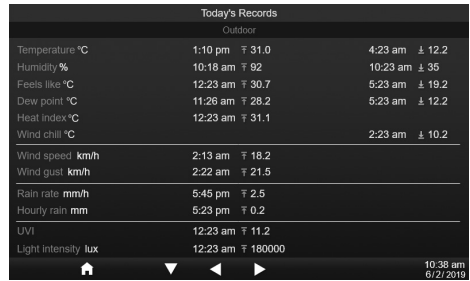 Today's Records
Outdoor
Temperature °C 1:10 pm ⤒ 31.0 4:23 am ⤓ 12.2
Humidity % 10:18 am ⤒ 92 10:23 am ⤓ 35
Feels like °C 12:23 am ⤒ 30.7 5:23 am ⤓ 19.2
Dew point °C 11:26 am ⤒ 28.2 5:23 am ⤓ 12.2
Heat index °C 12:23 am ⤒ 31.1
Wind chill °C 2:23 am ⤓ 10.2
Wind speed km/h 2:13 am ⤒ 18.2
Wind gust km/h 2:22 am ⤒ 21.5
Rain rate mm/h 5:45 pm ⤒ 2.5
Hourly rain mm 5:23 pm ⤒ 0.2
UVI 12:23 am ⤒ 11.2
Light intensity lux 12:23 am ⤒ 180000
10:38 am
6/2/2019